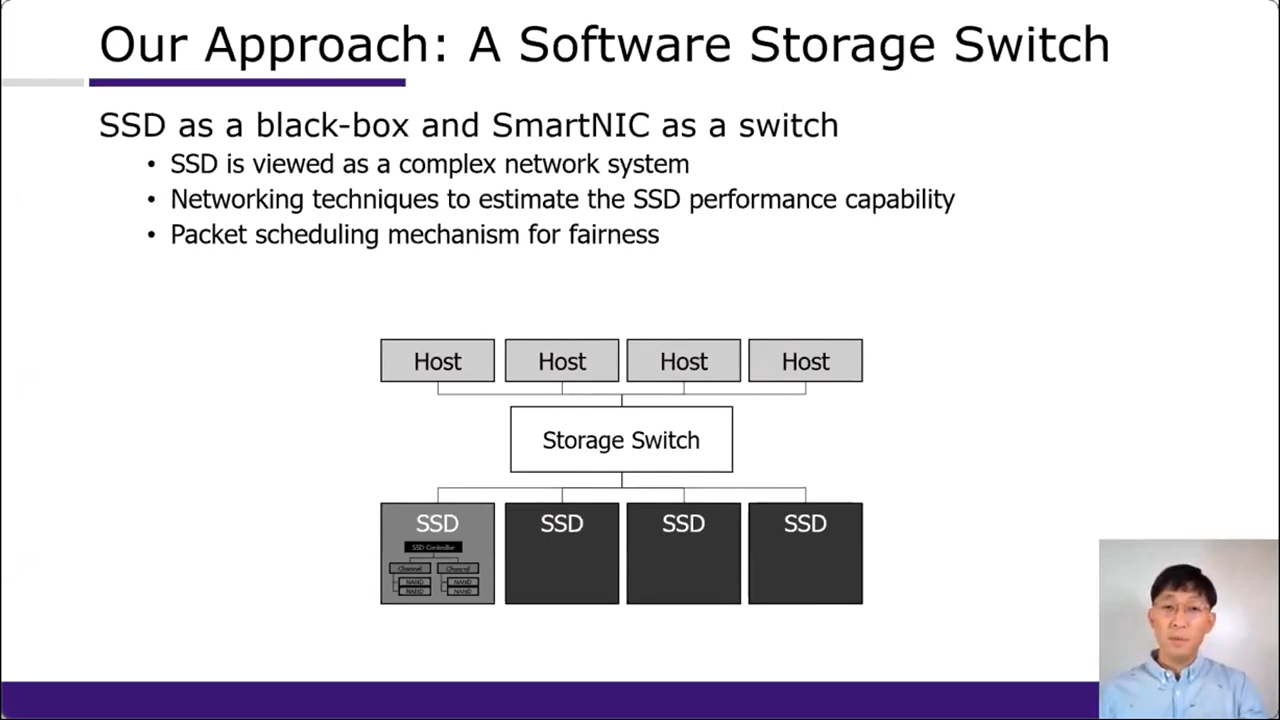 Our Approach: A Software Storage Switch
SSD as a black-box and SmartNIC as a switch
• SSD is viewed as a complex network system
• Networking techniques to estimate the SSD performance capability
• Packet scheduling mechanism for fairness
Host Host Host Host
Storage Switch
SSD SSD SSD SSD
SSD Controller
Channel Channel
NAND NAND
NAND NAND